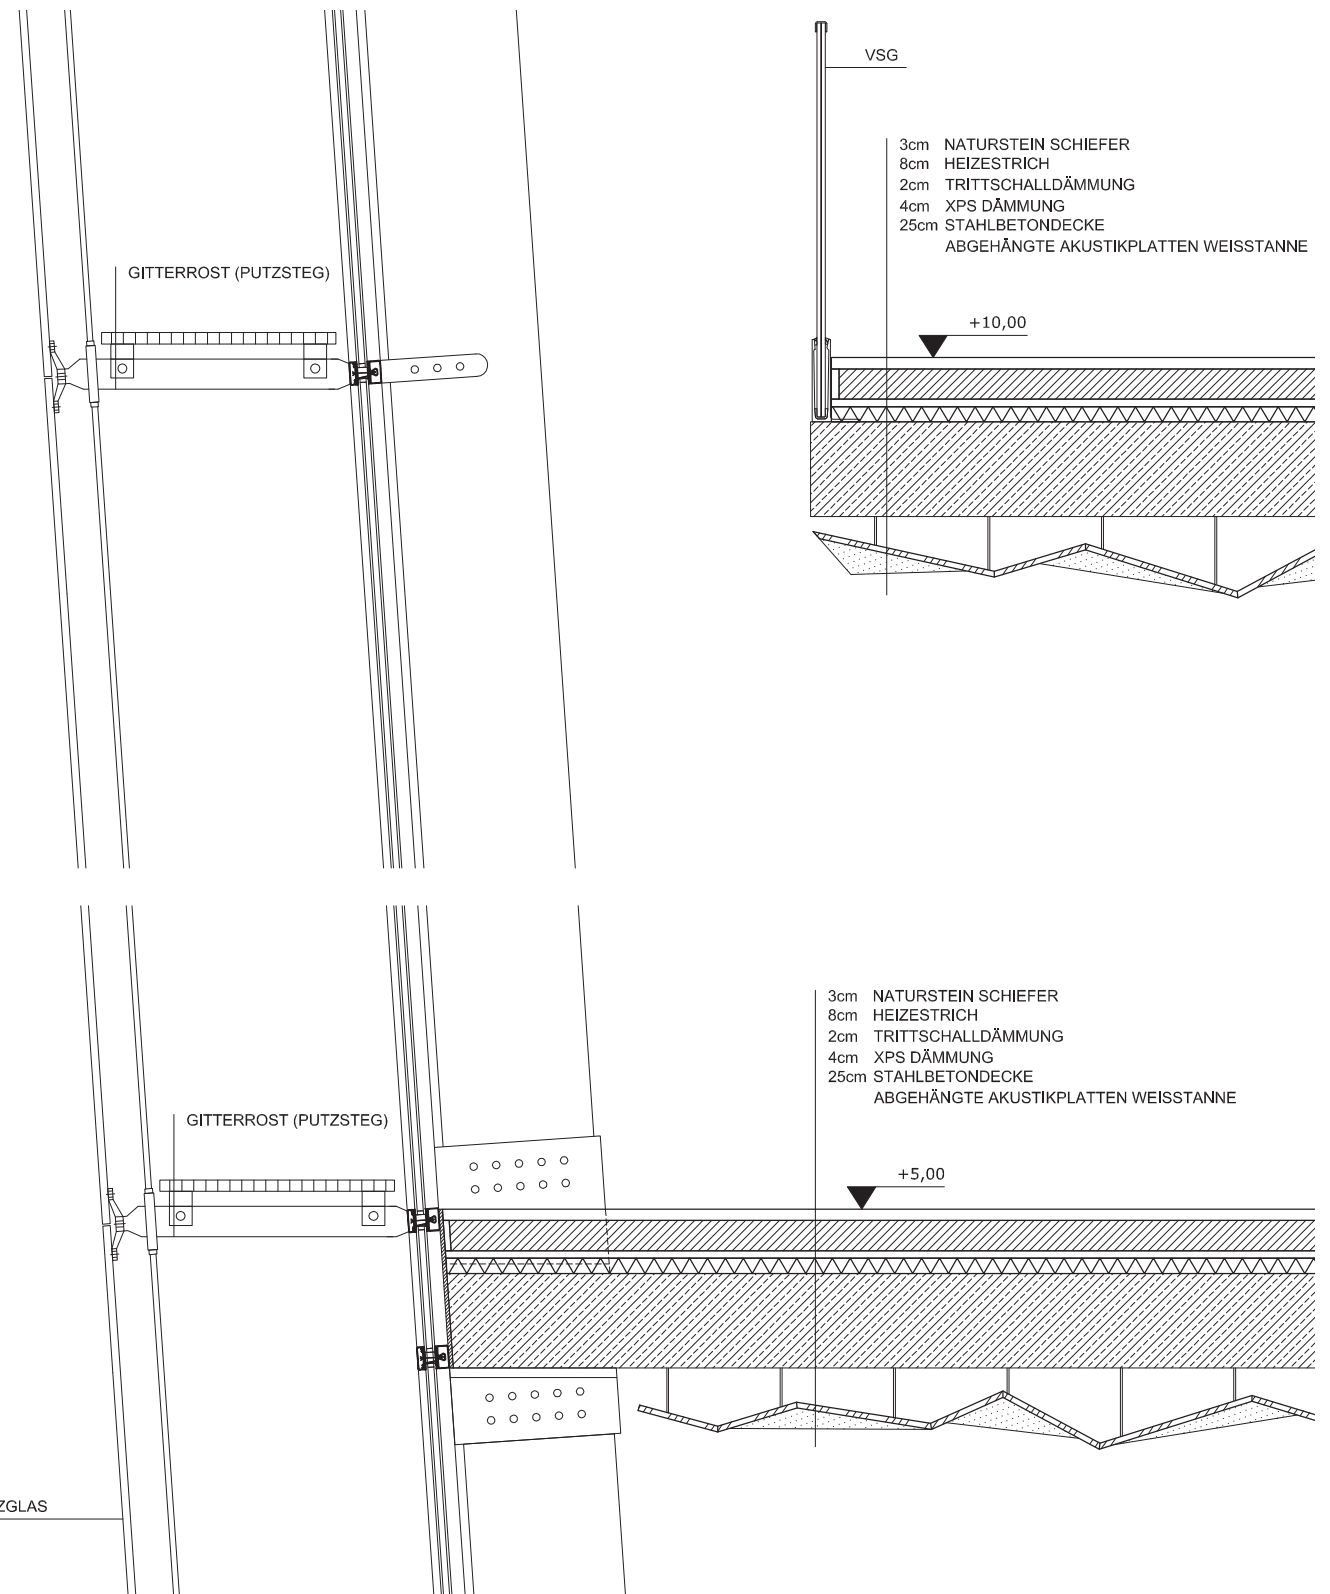 VSG
3cm NATURSTEIN SCHIEFER
8cm HEIZESTRICH
2cm TRITTSCHALLDÄMMUNG
4cm XPS DÄMMUNG
25cm STAHLBETONDECKE
ABGEHÄNGTE AKUSTIKPLATTEN WEISSTANNE
GITTERROST (PUTZSTEG)
+10,00
3cm NATURSTEIN SCHIEFER
8cm HEIZESTRICH
2cm TRITTSCHALLDÄMMUNG
4cm XPS DÄMMUNG
25cm STAHLBETONDECKE
ABGEHÄNGTE AKUSTIKPLATTEN WEISSTANNE
GITTERROST (PUTZSTEG)
+5,00
ZGLAS